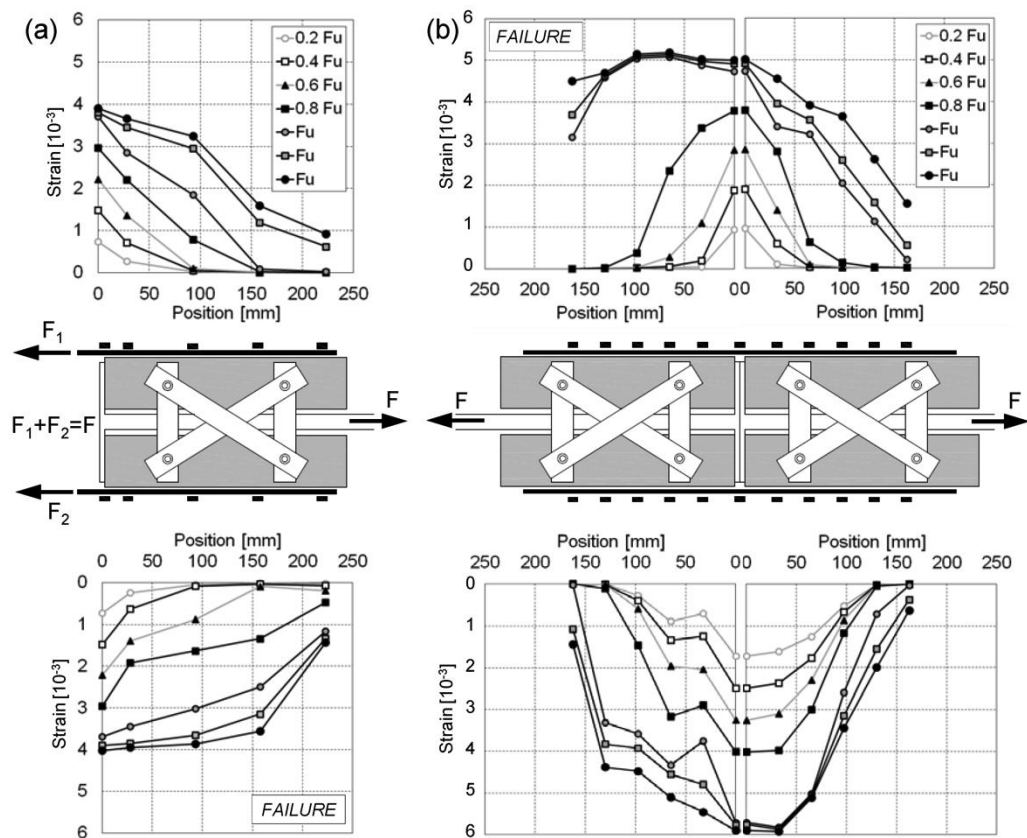 (a)
Strain [10⁻³]
6
5
4
3
2
1
0
0 50 100 150 200 250
Position [mm]
0.2 Fu
0.4 Fu
0.6 Fu
0.8 Fu
Fu
Fu
Fu
(b)
FAILURE
Strain [10⁻³]
6
5
4
3
2
1
0
250 200 150 100 50 0 0 50 100 150 200 250
Position [mm] Position [mm]
0.2 Fu
0.4 Fu
0.6 Fu
0.8 Fu
Fu
Fu
Fu
F₁
F₁+F₂=F
F
F₂
F
F
Position [mm]
0 50 100 150 200 250
0
1
2
3
4
5
6
Strain [10⁻³]
FAILURE
Position [mm] Position [mm]
250 200 150 100 50 0 0 50 100 150 200 250
0
1
2
3
4
5
6
Strain [10⁻³]